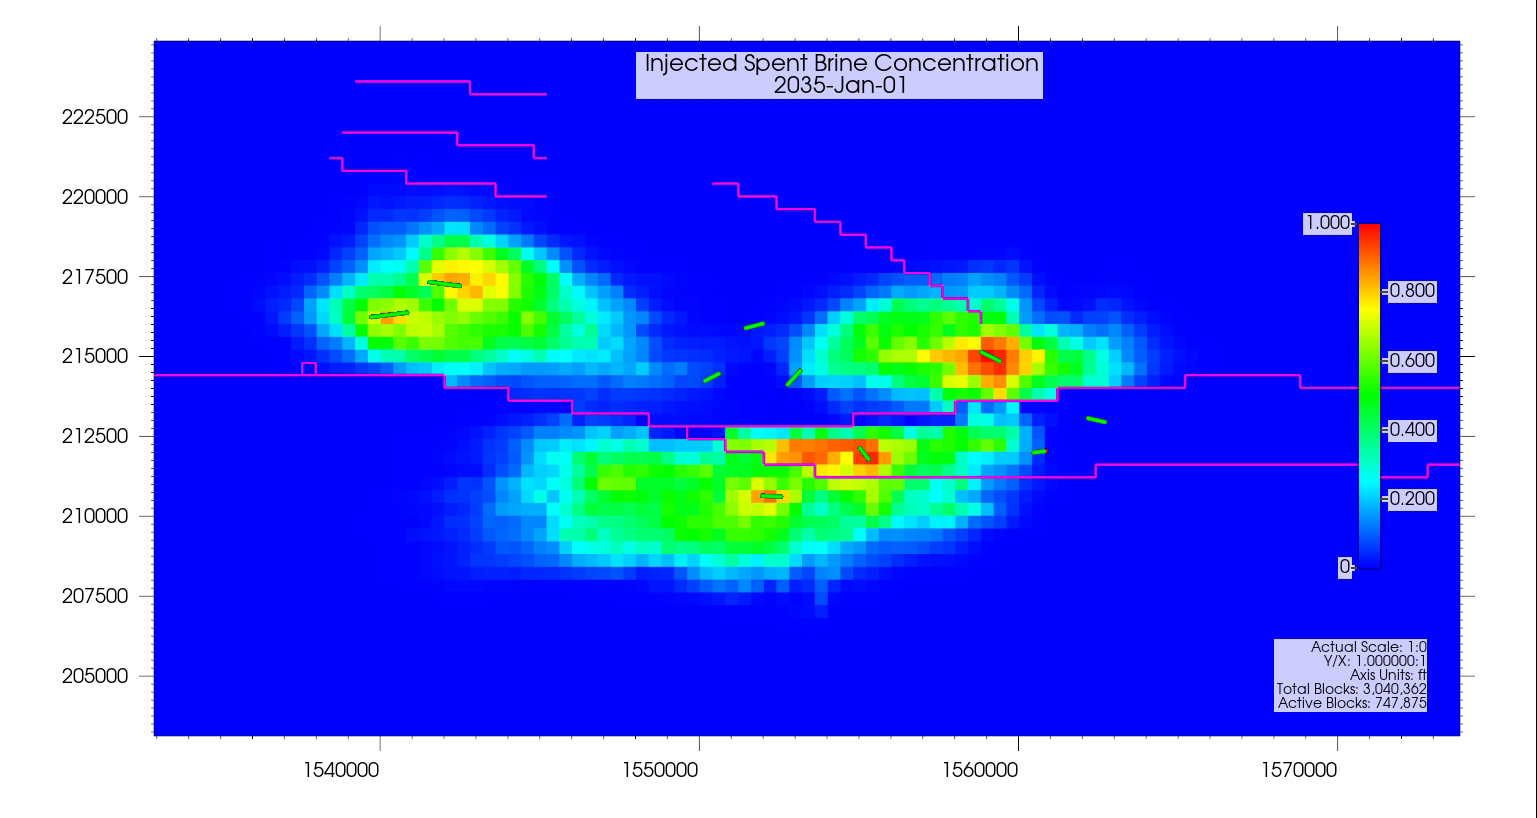 Injected Spent Brine Concentration
2035-Jan-01
222500
220000
217500
215000
212500
210000
207500
205000
1.000
0.800
0.600
0.400
0.200
0
Actual Scale: 1:0
Y/X: 1.000000:1
Axis Units: ft
Total Blocks: 3,040,362
Active Blocks: 747,875
1540000
1550000
1560000
1570000